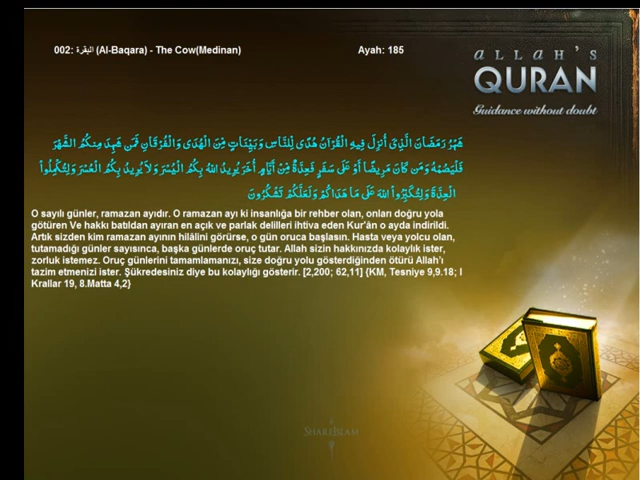 002: البقرة (Al-Baqara) - The Cow(Medinan) Ayah: 185
ALLAH'S
QURAN
Guidance without doubt
شَهْرُ رَمَضَانَ الَّذِيَ أُنزِلَ فِيهِ الْقُرْآنُ هُدًى لِّلنَّاسِ وَبَيِّنَاتٍ مِّنَ الْهُدَى وَالْفُرْقَانِ فَمَن شَهِدَ مِنكُمُ الشَّهْرَ
فَلْيَصُمْهُ وَمَن كَانَ مَرِيضًا أَوْ عَلَى سَفَرٍ فَعِدَّةٌ مِّنْ أَيَّامٍ أُخَرَ يُرِيدُ اللّهُ بِكُمُ الْيُسْرَ وَلاَ يُرِيدُ بِكُمُ الْعُسْرَ وَلِتُكْمِلُواْ
الْعِدَّةَ وَلِتُكَبِّرُواْ اللّهَ عَلَى مَا هَدَاكُمْ وَلَعَلَّكُمْ تَشْكُرُونَ
O sayılı günler, ramazan ayıdır. O ramazan ayı ki insanlığa bir rehber olan, onları doğru yola
götüren Ve hakkı batıldan ayıran en açık ve parlak delilleri ihtiva eden Kur'ân o ayda indirildi.
Artık sizden kim ramazan ayının hilâlini görürse, o gün oruca başlasın. Hasta veya yolcu olan,
tutamadığı günler sayısınca, başka günlerde oruç tutar. Allah sizin hakkınızda kolaylık ister,
zorluk istemez. Oruç günlerini tamamlamanızı, size doğru yolu gösterdiğinden ötürü Allah'ı
tazim etmenizi ister. Şükredesiniz diye bu kolaylığı gösterir. [2,200; 62,11] {KM, Tesniye 9,9.18; I
Krallar 19, 8.Matta 4,2}
SHAREISLAM